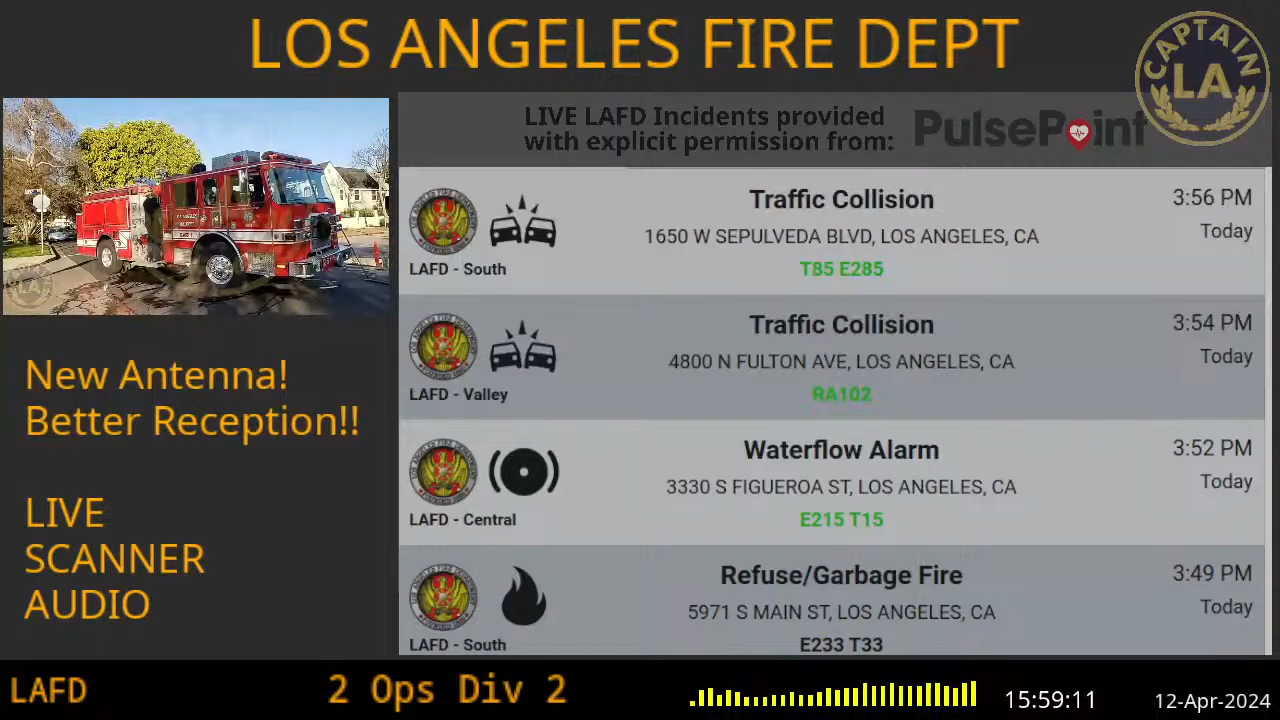 LOS ANGELES FIRE DEPT
CAPTAIN
LA
LIVE LAFD Incidents provided
with explicit permission from:
PulsePoint
Traffic Collision
3:56 PM
1650 W SEPULVEDA BLVD, LOS ANGELES, CA
Today
LAFD - South
T85 E285
Traffic Collision
3:54 PM
4800 N FULTON AVE, LOS ANGELES, CA
Today
LAFD - Valley
RA102
Waterflow Alarm
3:52 PM
3330 S FIGUEROA ST, LOS ANGELES, CA
Today
LAFD - Central
E215 T15
Refuse/Garbage Fire
3:49 PM
5971 S MAIN ST, LOS ANGELES, CA
Today
LAFD - South
E233 T33
New Antenna!
Better Reception!!
LIVE
SCANNER
AUDIO
LAFD
2 Ops Div 2
15:59:11
12-Apr-2024